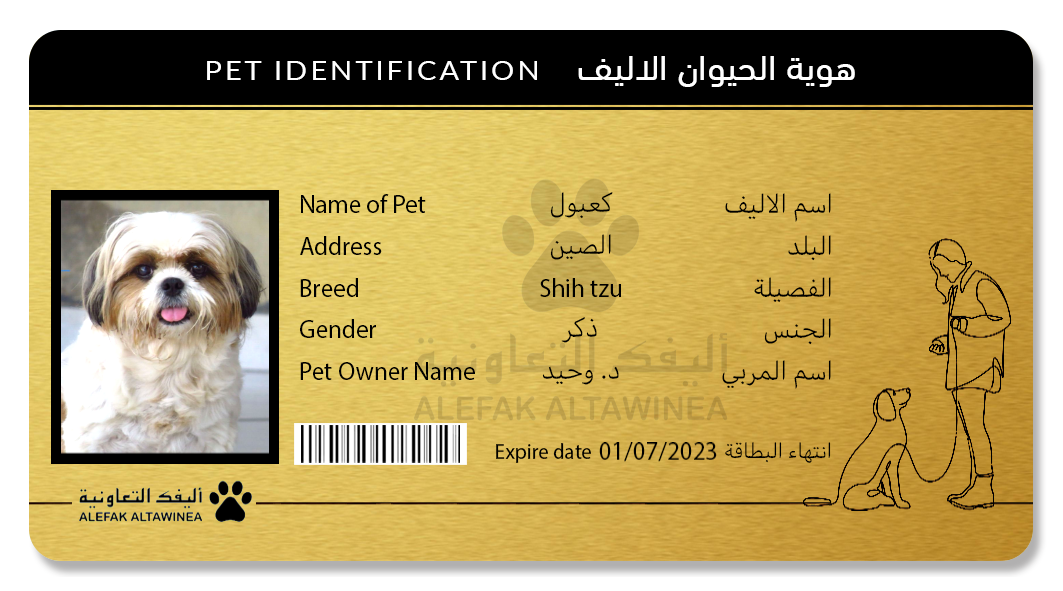 PET IDENTIFICATION هوية الحيوان الاليف
Name of Pet كعبول اسم الاليف
Address الصين البلد
Breed Shih tzu الفصيلة
Gender ذكر الجنس
Pet Owner Name د. وحيد اسم المربي
أليفك التعاونية
ALEFAK ALTAWINEA
Expire date 01/07/2023 انتهاء البطاقة
أليفك التعاونية
ALEFAK ALTAWINEA